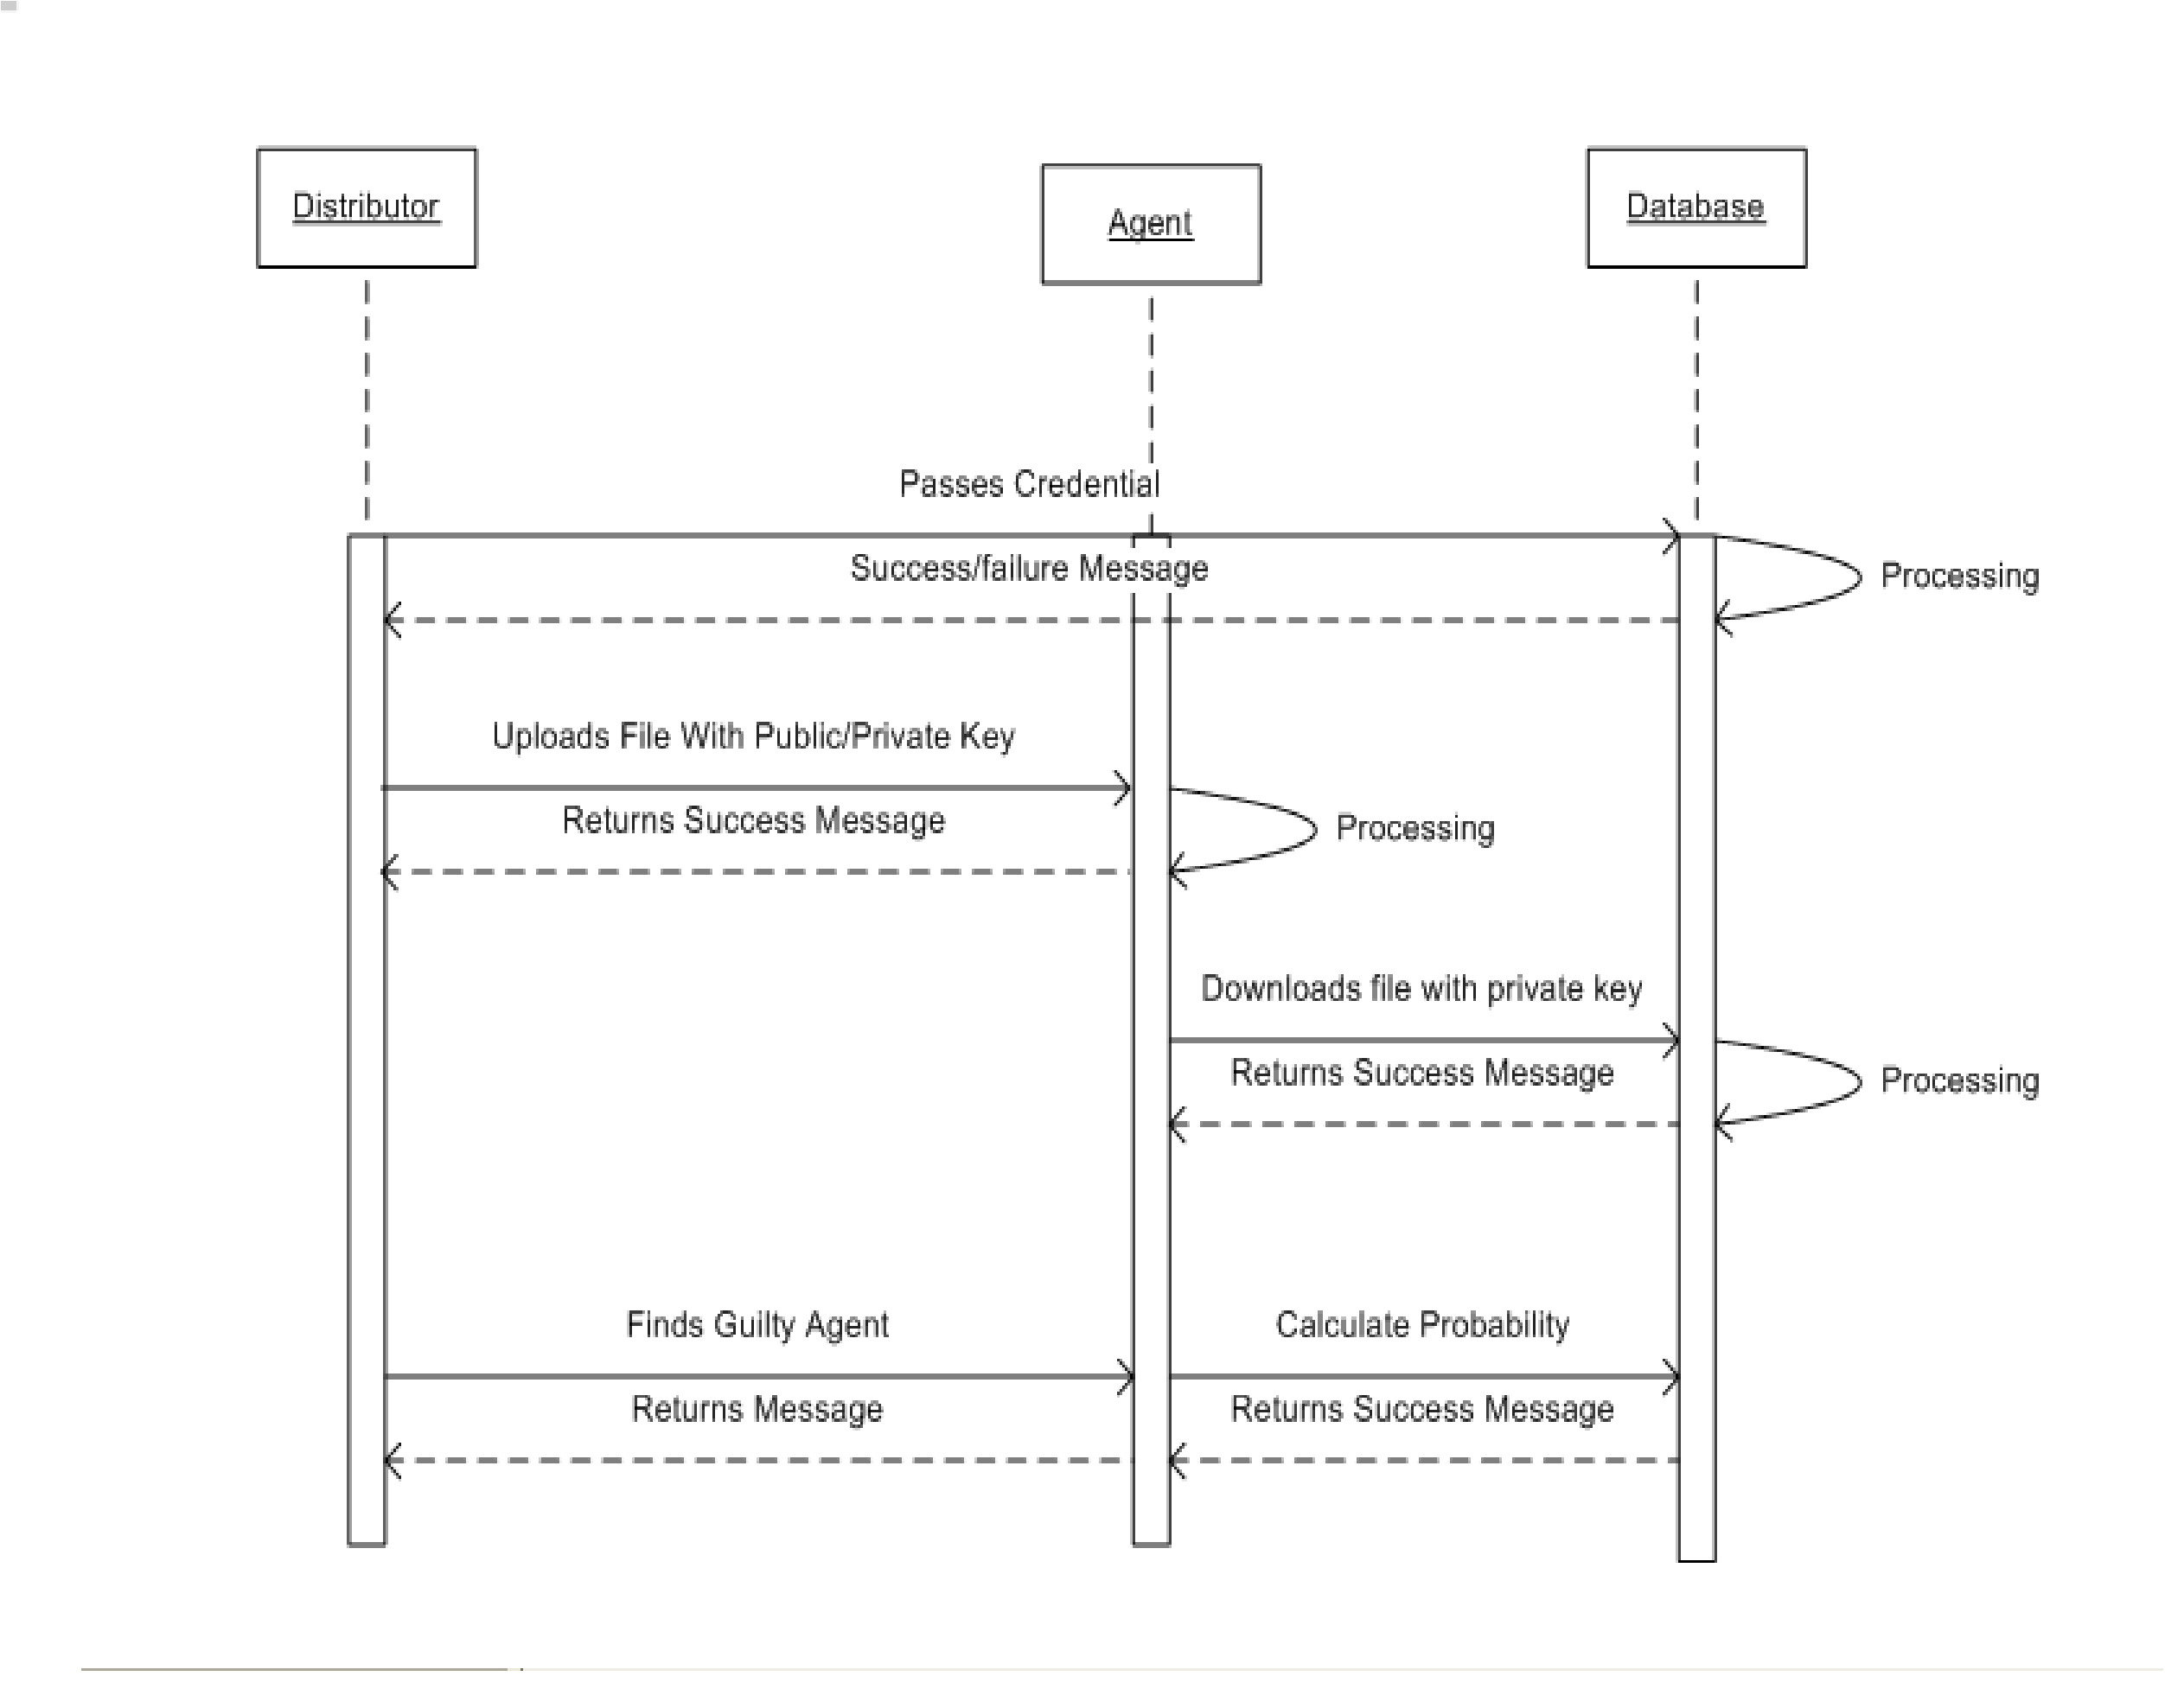 Distributor
Agent
Database
Passes Credential
Success/failure Message
Processing
Uploads File With Public/Private Key
Returns Success Message
Processing
Downloads file with private key
Returns Success Message
Processing
Finds Guilty Agent
Calculate Probability
Returns Message
Returns Success Message